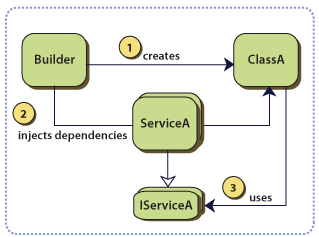 1
creates
Builder
ClassA
2
injects dependencies
ServiceA
3
uses
IServiceA